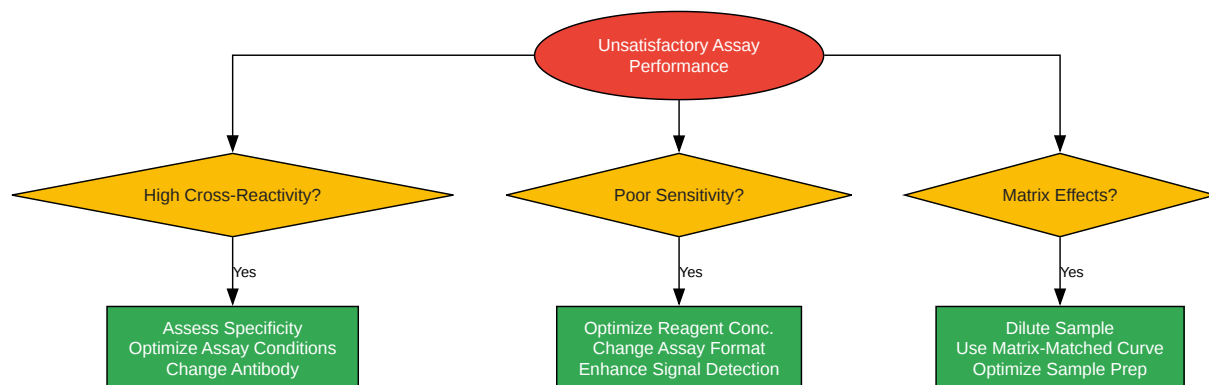 Unsatisfactory Assay
Performance
High Cross-Reactivity?
Poor Sensitivity?
Matrix Effects?
Yes
Yes
Yes
Assess Specificity
Optimize Assay Conditions
Change Antibody
Optimize Reagent Conc.
Change Assay Format
Enhance Signal Detection
Dilute Sample
Use Matrix-Matched Curve
Optimize Sample Prep